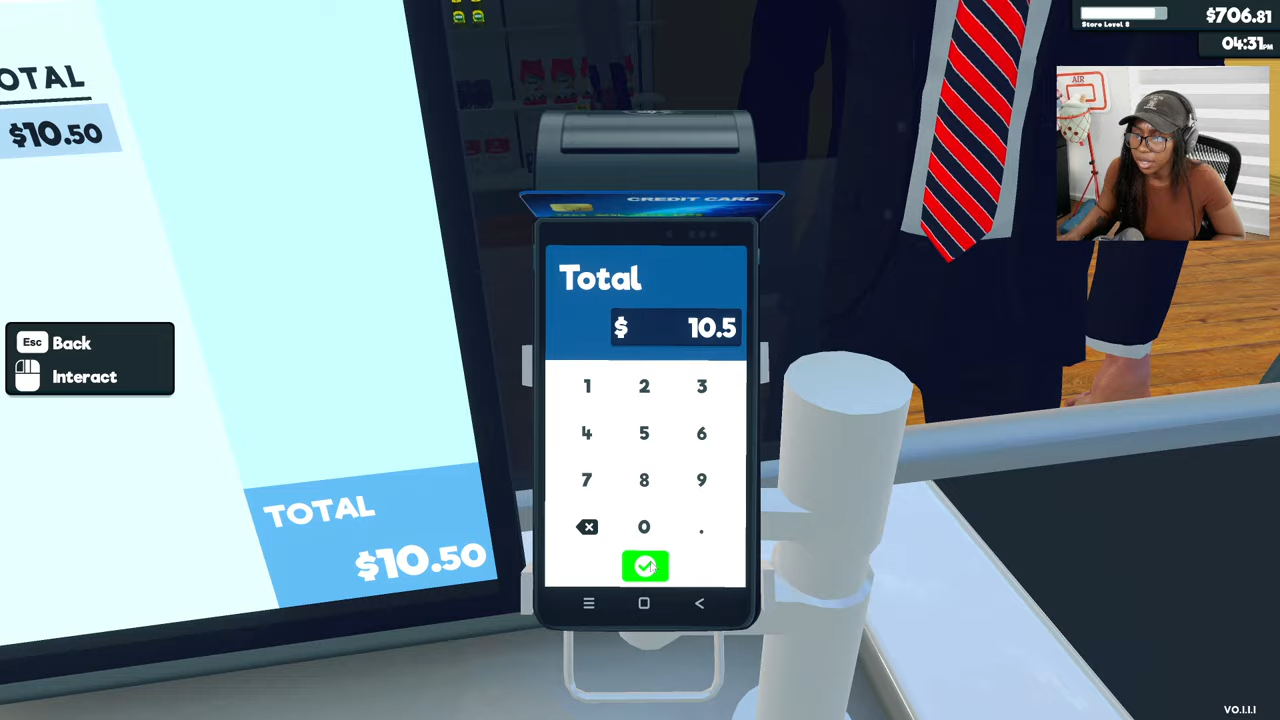 $706.81
Store Level 8
04:31PM
AIR
OTAL
$10.50
CREDIT CARD
Total
$ 10.5
Esc Back
Interact
1 2 3
4 5 6
7 8 9
0 .
TOTAL
$10.50
V0.1.1.1